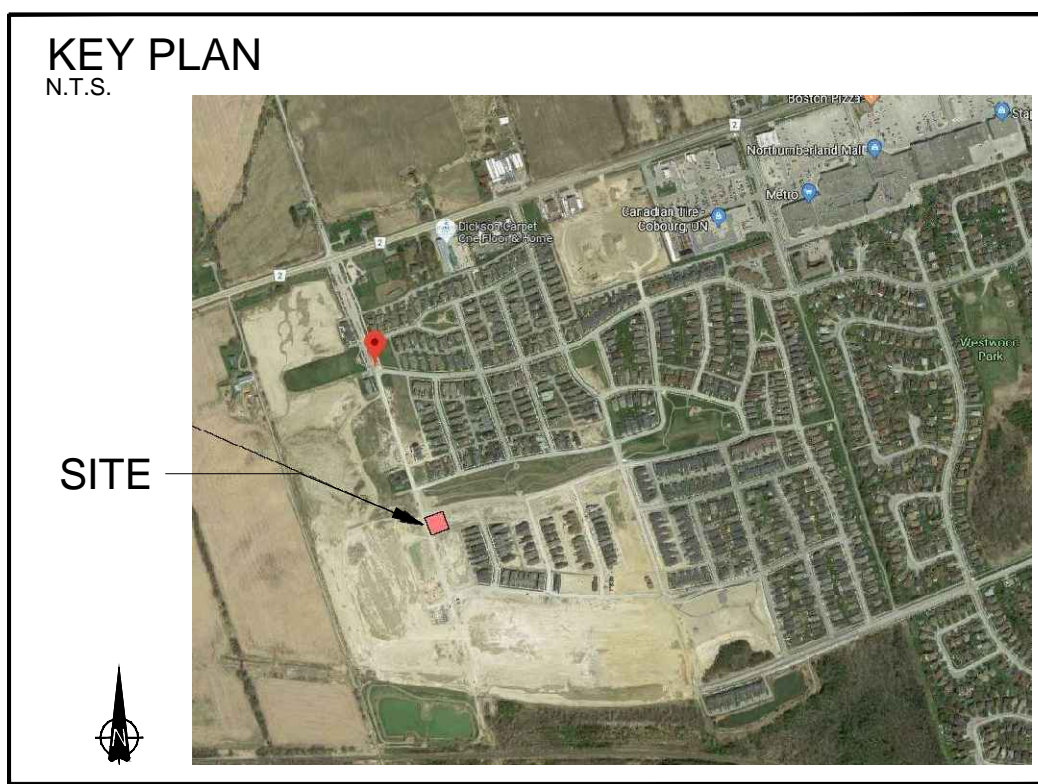 KEY PLAN
N.T.S.
Boston Pizza
2
Northumberland Mall
Metro
Canadian Tire -
Cobourg, ON
Dickson Carpet
One Floor & Home
2
2
Westwood
Park
SITE
N